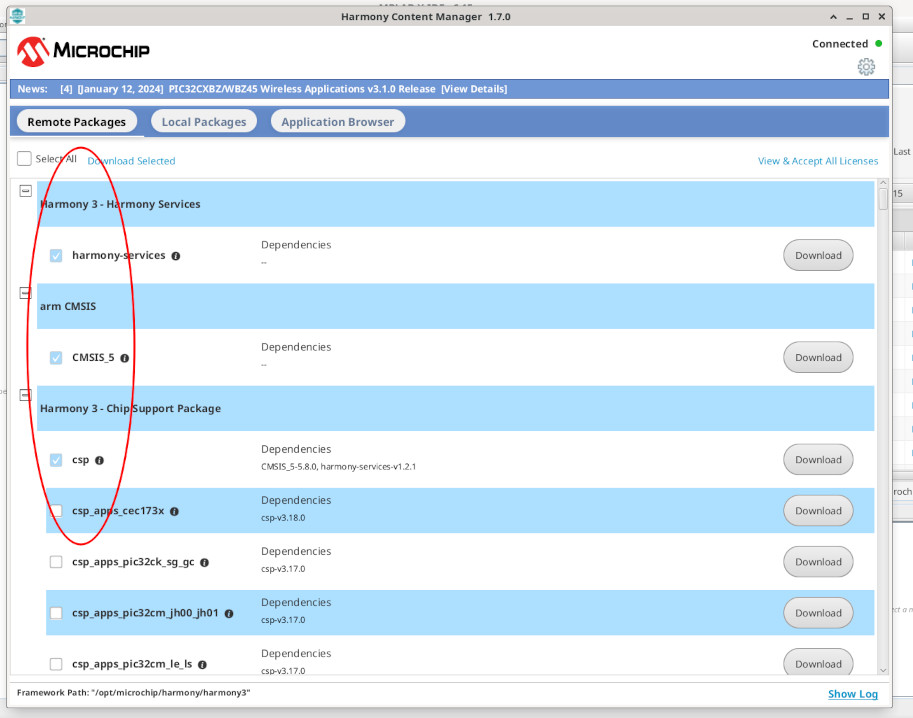 Harmony Content Manager 1.7.0
MICROCHIP
Connected
News: [4] [January 12, 2024] PIC32CXBZ/WBZ45 Wireless Applications v3.1.0 Release [View Details]
Remote Packages Local Packages Application Browser
Select All Download Selected View & Accept All Licenses
Last
15
Harmony 3 - Harmony Services
harmony-services Dependencies Download
--
arm CMSIS
CMSIS_5 Dependencies Download
--
Harmony 3 - Chip Support Package
csp Dependencies Download
CMSIS_5-5.8.0, harmony-services-v1.2.1
csp_apps_cec173x Dependencies Download
csp-v3.18.0
csp_apps_pic32ck_sg_gc Dependencies Download
csp-v3.17.0
csp_apps_pic32cm_jh00_jh01 Dependencies Download
csp-v3.17.0
csp_apps_pic32cm_le_ls Dependencies Download
csp-v3.17.0
Framework Path: "/opt/microchip/harmony/harmony3" Show Log